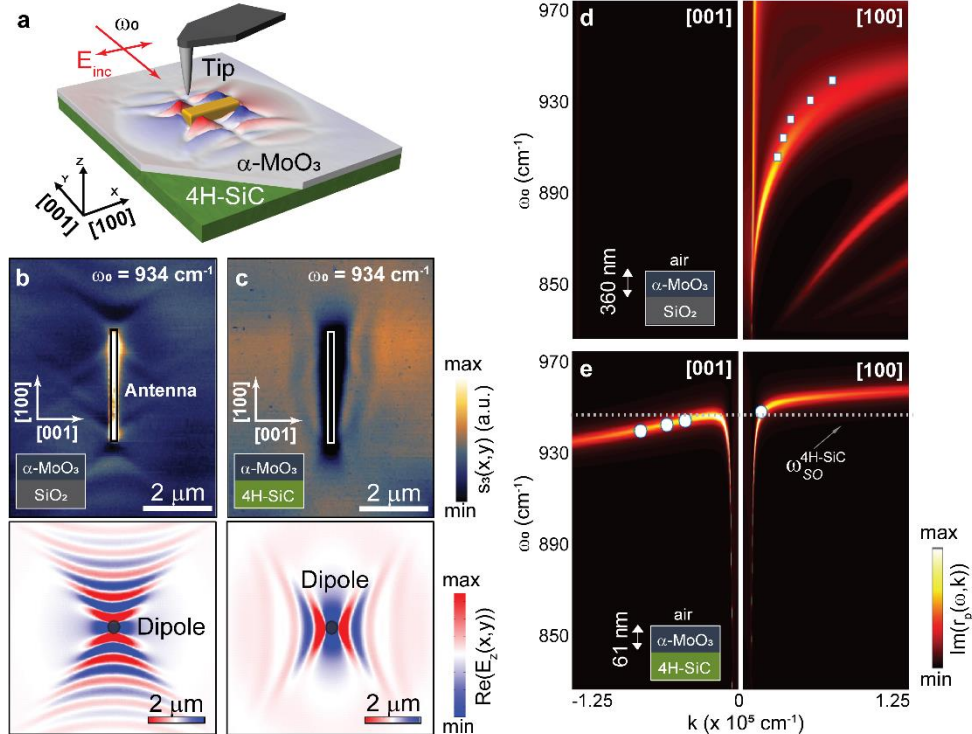 a
ω₀
E_inc
Tip
α-MoO₃
4H-SiC
Z
Y
X
[001]
[100]
b
ω₀ = 934 cm⁻¹
Antenna
[100]
[001]
α-MoO₃
SiO₂
2 μm
c
ω₀ = 934 cm⁻¹
[100]
[001]
α-MoO₃
4H-SiC
2 μm
max
s₃(x,y) (a.u.)
min
Dipole
2 μm
Dipole
2 μm
max
Re(E_z(x,y))
min
d
[001]
[100]
970
930
890
850
ω₀ (cm⁻¹)
360 nm
air
α-MoO₃
SiO₂
e
[001]
[100]
970
930
890
850
ω₀ (cm⁻¹)
ω_SO^4H-SiC
61 nm
air
α-MoO₃
4H-SiC
-1.25
0
1.25
k (x 10⁵ cm⁻¹)
max
Im(r_p(ω,k))
min